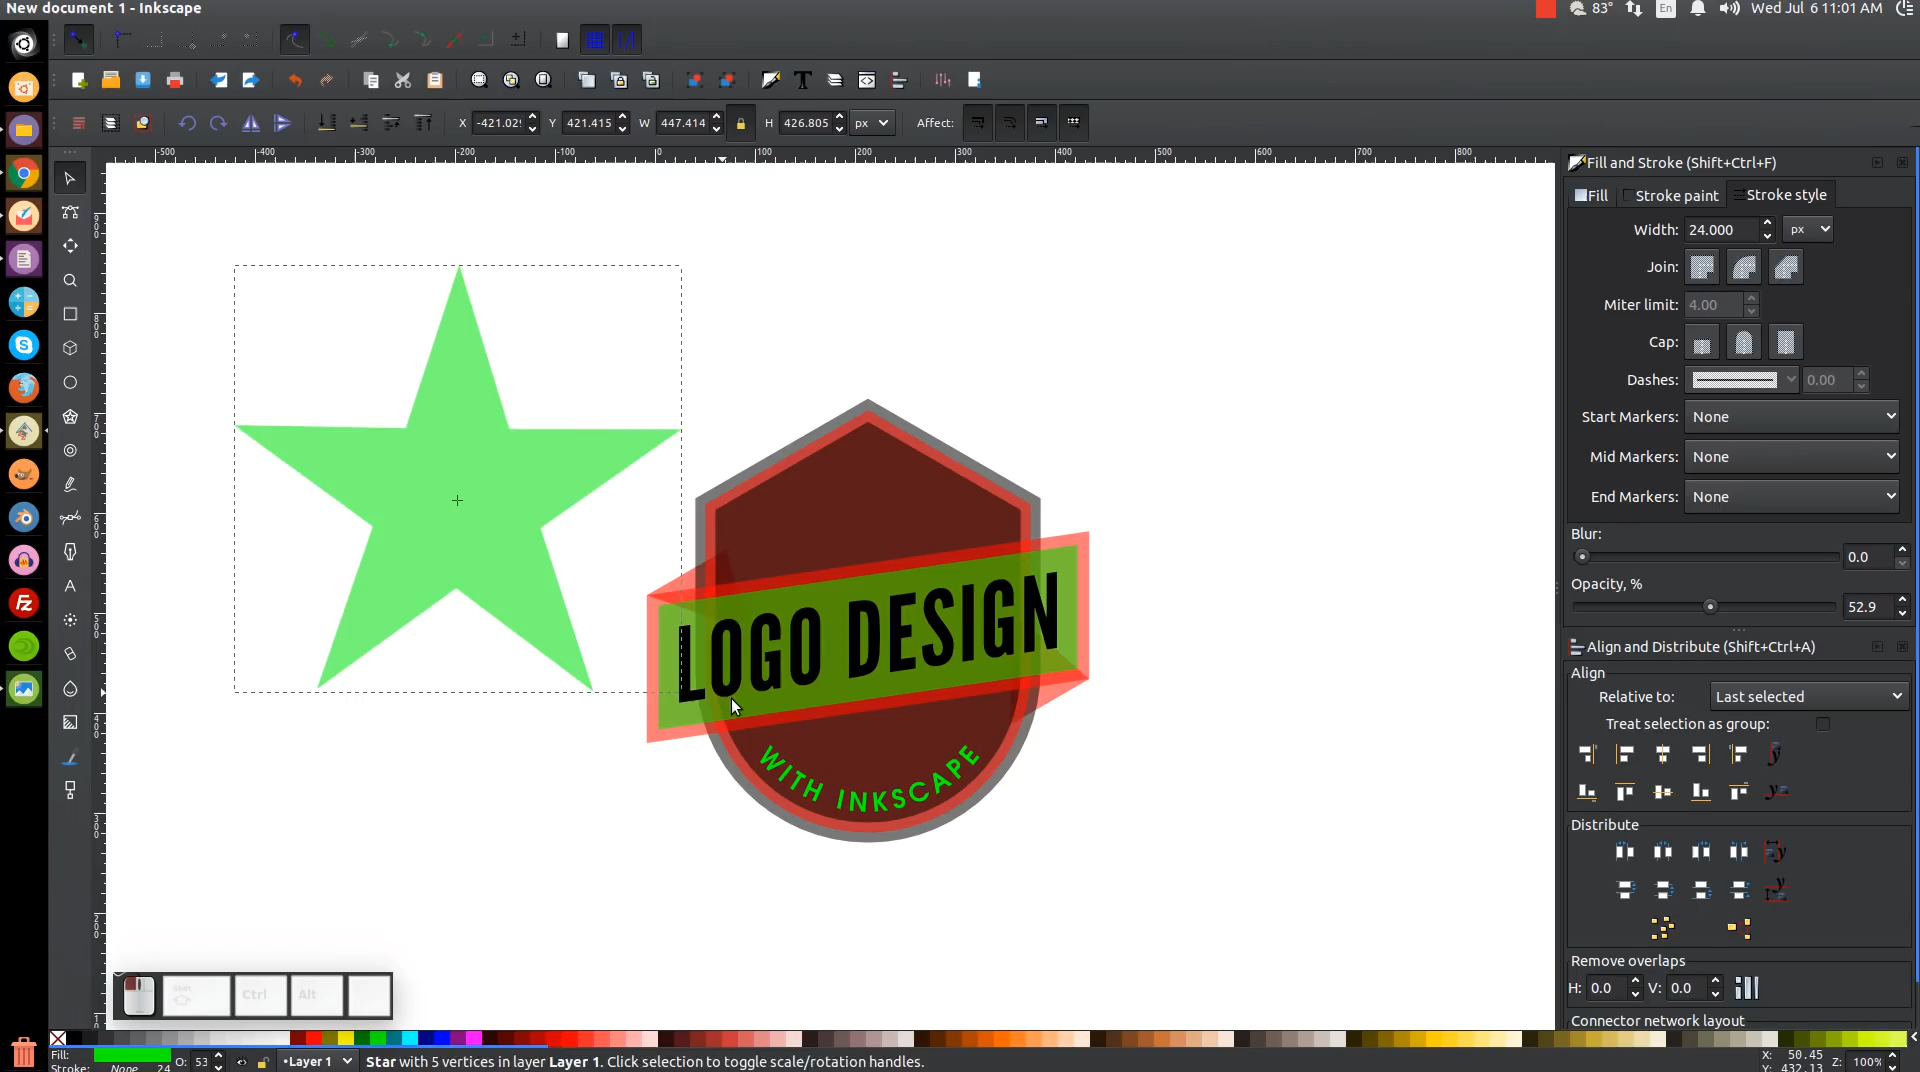 New document 1 - Inkscape
83° En Wed Jul 6 11:01 AM
X -421.02 Y 421.415 W 447.414 H 426.805 px Affect:
-500 -400 -300 -200 -100 0 100 200 300 400 500 600 700 800
Fill and Stroke (Shift+Ctrl+F)
Fill Stroke paint Stroke style
Width: 24.000 px
Join:
Miter limit: 4.00
Cap:
Dashes: 0.00
Start Markers: None
Mid Markers: None
End Markers: None
Blur:
0.0
Opacity, %
52.9
Align and Distribute (Shift+Ctrl+A)
Align
Relative to: Last selected
Treat selection as group:
Distribute
Remove overlaps
H: 0.0 V: 0.0
Connector network layout
LOGO DESIGN
WITH INKSCAPE
Shift Ctrl Alt
Fill:
Stroke: None 24
O: 53 •Layer 1 Star with 5 vertices in layer Layer 1. Click selection to toggle scale/rotation handles.
X: 50.45
Y: 432.13
Z: 100%